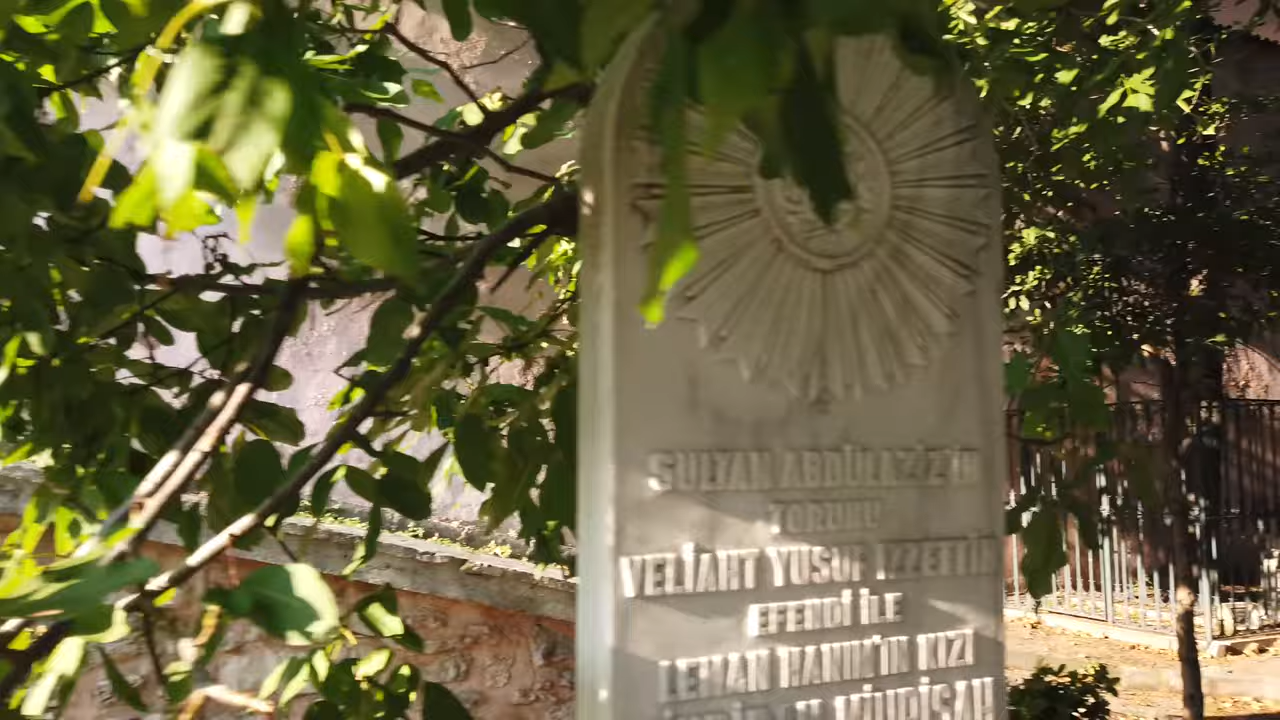 SULTAN ABDÜLAZİZ'İN
TORUNU
VELİAHT YUSUF İZZETTİN
EFENDİ İLE
LEMAN HANIM'IN KIZI